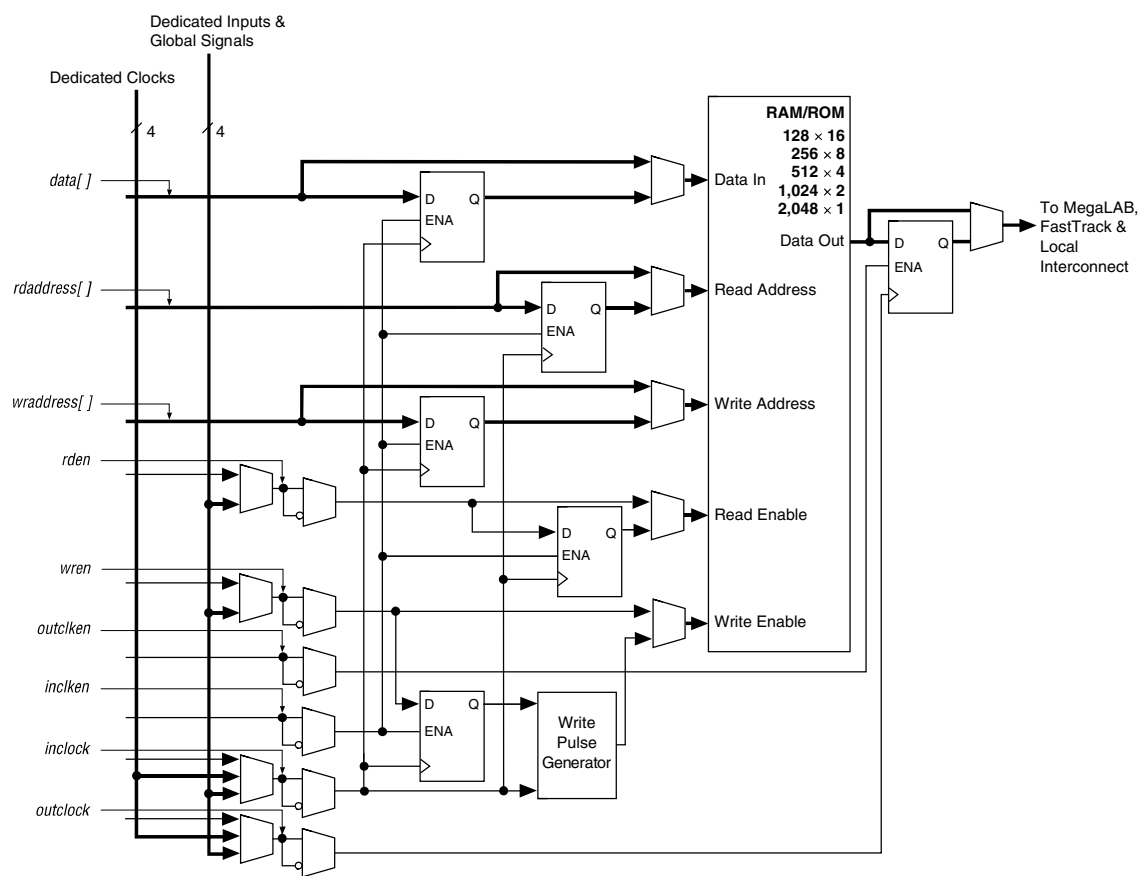 Dedicated Inputs &
Global Signals
Dedicated Clocks
4
4
RAM/ROM
128 × 16
256 × 8
512 × 4
1,024 × 2
2,048 × 1
data[ ]
D
Q
ENA
Data In
Data Out
D
Q
ENA
To MegaLAB,
FastTrack &
Local
Interconnect
rdaddress[ ]
D
Q
ENA
Read Address
wraddress[ ]
D
Q
ENA
Write Address
rden
D
Q
ENA
Read Enable
wren
Write Enable
outclken
inclken
D
Q
ENA
Write
Pulse
Generator
inclock
outclock